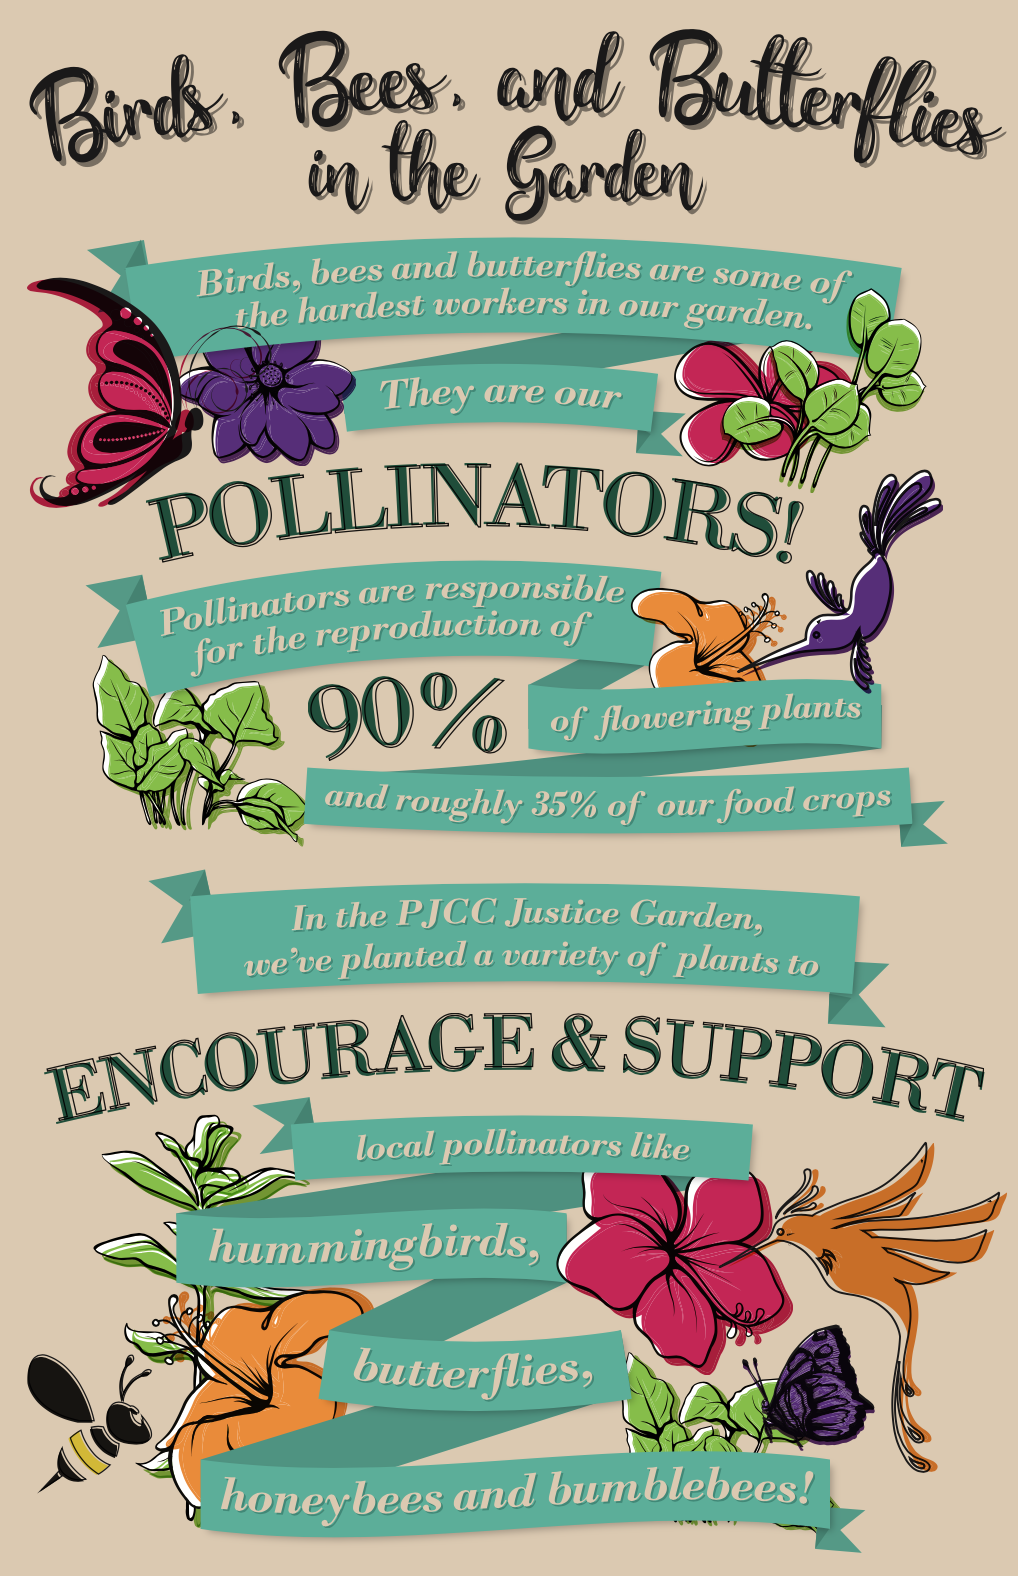 Birds, Bees, and Butterflies
in the Garden
Birds, bees and butterflies are some of
the hardest workers in our garden.
They are our
POLLINATORS!
Pollinators are responsible
for the reproduction of
90%
of flowering plants
and roughly 35% of our food crops
In the PJCC Justice Garden,
we've planted a variety of plants to
ENCOURAGE & SUPPORT
local pollinators like
hummingbirds,
butterflies,
honeybees and bumblebees!